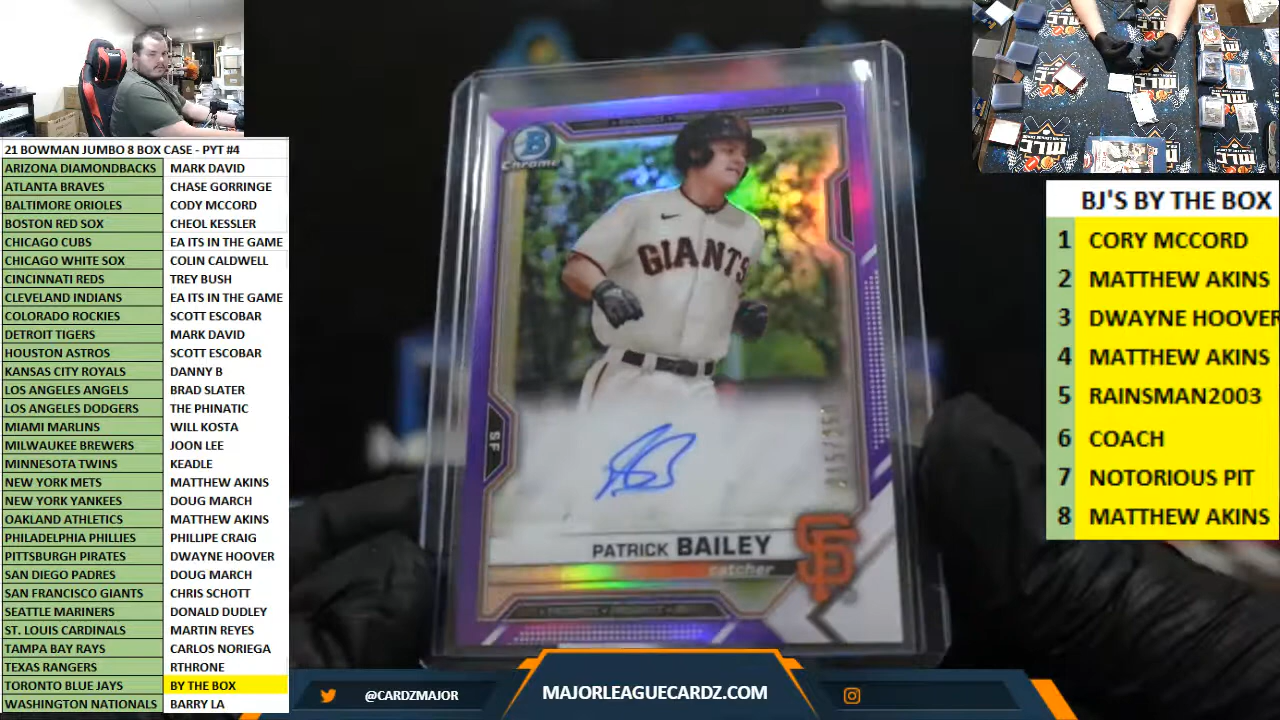 21 BOWMAN JUMBO 8 BOX CASE - PYT #4
ARIZONA DIAMONDBACKS MARK DAVID
ATLANTA BRAVES CHASE GORRINGE
BALTIMORE ORIOLES CODY MCCORD
BOSTON RED SOX CHEOL KESSLER
CHICAGO CUBS EA ITS IN THE GAME
CHICAGO WHITE SOX COLIN CALDWELL
CINCINNATI REDS TREY BUSH
CLEVELAND INDIANS EA ITS IN THE GAME
COLORADO ROCKIES SCOTT ESCOBAR
DETROIT TIGERS MARK DAVID
HOUSTON ASTROS SCOTT ESCOBAR
KANSAS CITY ROYALS DANNY B
LOS ANGELES ANGELS BRAD SLATER
LOS ANGELES DODGERS THE PHINATIC
MIAMI MARLINS WILL KOSTA
MILWAUKEE BREWERS JOON LEE
MINNESOTA TWINS KEADLE
NEW YORK METS MATTHEW AKINS
NEW YORK YANKEES DOUG MARCH
OAKLAND ATHLETICS MATTHEW AKINS
PHILADELPHIA PHILLIES PHILLIPE CRAIG
PITTSBURGH PIRATES DWAYNE HOOVER
SAN DIEGO PADRES DOUG MARCH
SAN FRANCISCO GIANTS CHRIS SCHOTT
SEATTLE MARINERS DONALD DUDLEY
ST. LOUIS CARDINALS MARTIN REYES
TAMPA BAY RAYS CARLOS NORIEGA
TEXAS RANGERS RTHRONE
TORONTO BLUE JAYS BY THE BOX
WASHINGTON NATIONALS BARRY LA
B
Chrome
GIANTS
SF
PATRICK BAILEY
catcher
SF
MLC
MLC
MLC
MLC
BJ'S BY THE BOX
1 CORY MCCORD
2 MATTHEW AKINS
3 DWAYNE HOOVER
4 MATTHEW AKINS
5 RAINSMAN2003
6 COACH
7 NOTORIOUS PIT
8 MATTHEW AKINS
@CARDZMAJOR
MAJORLEAGUECARDZ.COM